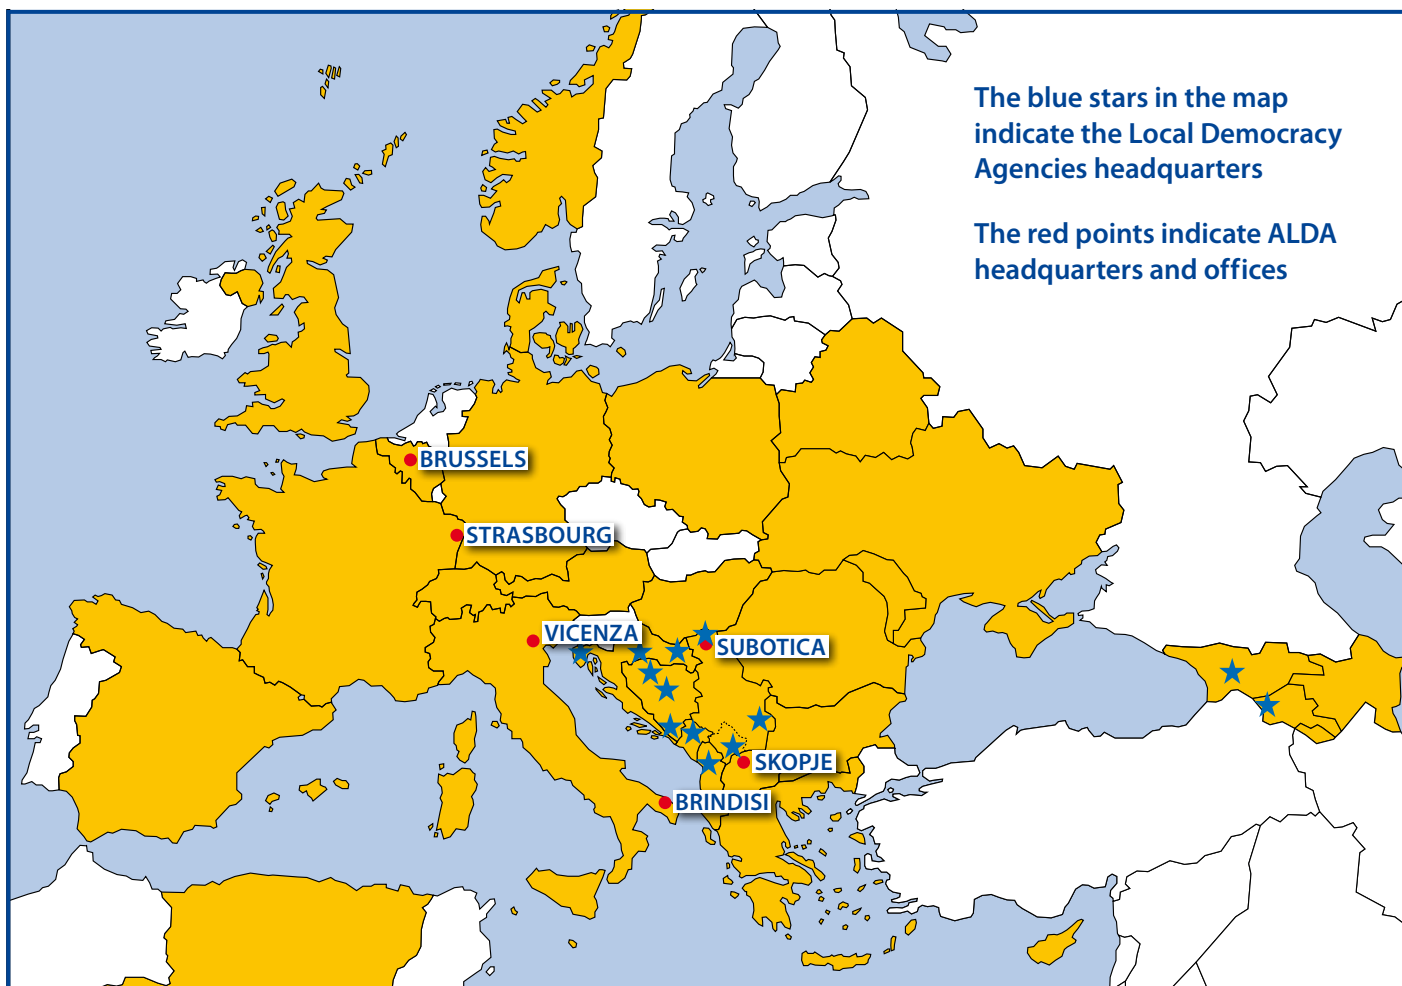 The blue stars in the map
indicate the Local Democracy
Agencies headquarters
The red points indicate ALDA
headquarters and offices
BRUSSELS
STRASBOURG
VICENZA
SUBOTICA
SKOPJE
BRINDISI